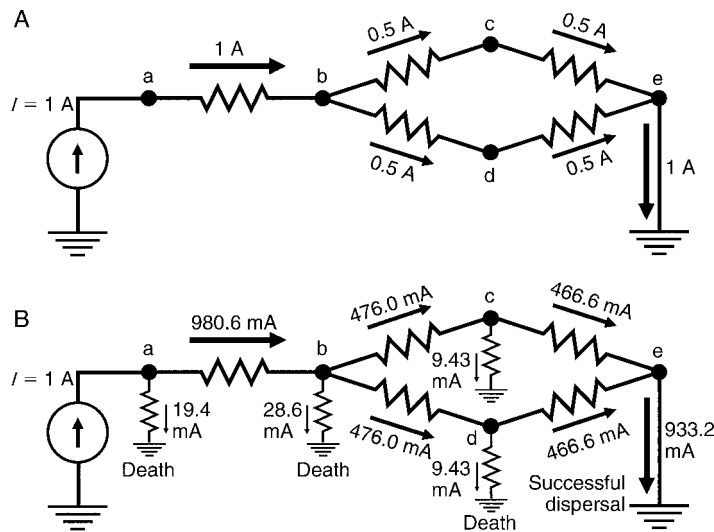 A
I = 1 A
a
1 A
b
0.5 A
c
0.5 A
0.5 A
d
0.5 A
e
1 A
B
I = 1 A
a
980.6 mA
b
476.0 mA
c
466.6 mA
e
19.4
mA
Death
28.6
mA
Death
9.43
mA
476.0 mA
d
466.6 mA
9.43
mA
Death
933.2
mA
Successful
dispersal